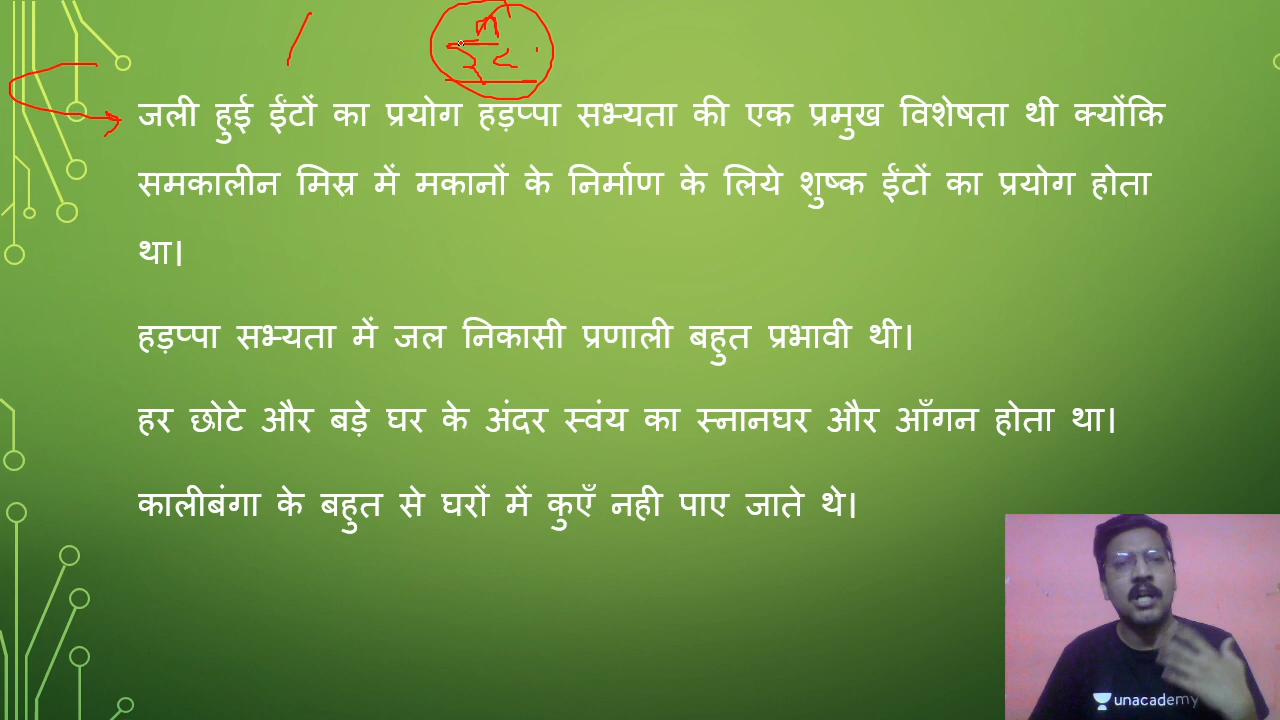 जली हुई ईंटों का प्रयोग हड़प्पा सभ्यता की एक प्रमुख विशेषता थी क्योंकि
समकालीन मिस्र में मकानों के निर्माण के लिये शुष्क ईंटों का प्रयोग होता
था।
हड़प्पा सभ्यता में जल निकासी प्रणाली बहुत प्रभावी थी।
हर छोटे और बड़े घर के अंदर स्वंय का स्नानघर और आँगन होता था।
कालीबंगा के बहुत से घरों में कुएँ नही पाए जाते थे।
unacademy